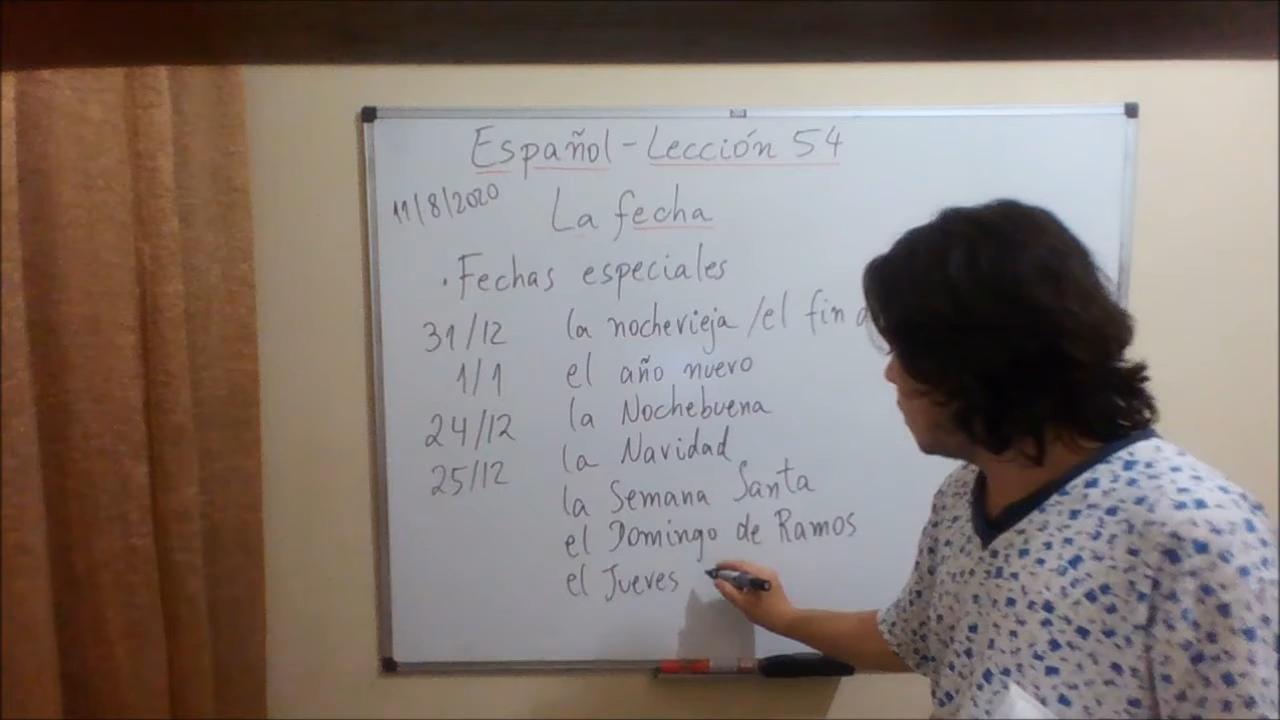 Español - Lección 54
11/8/2020
La fecha
. Fechas especiales
31/12 la nochevieja / el fin d
1/1 el año nuevo
24/12 la Nochebuena
25/12 la Navidad
la Semana Santa
el Domingo de Ramos
el Jueves